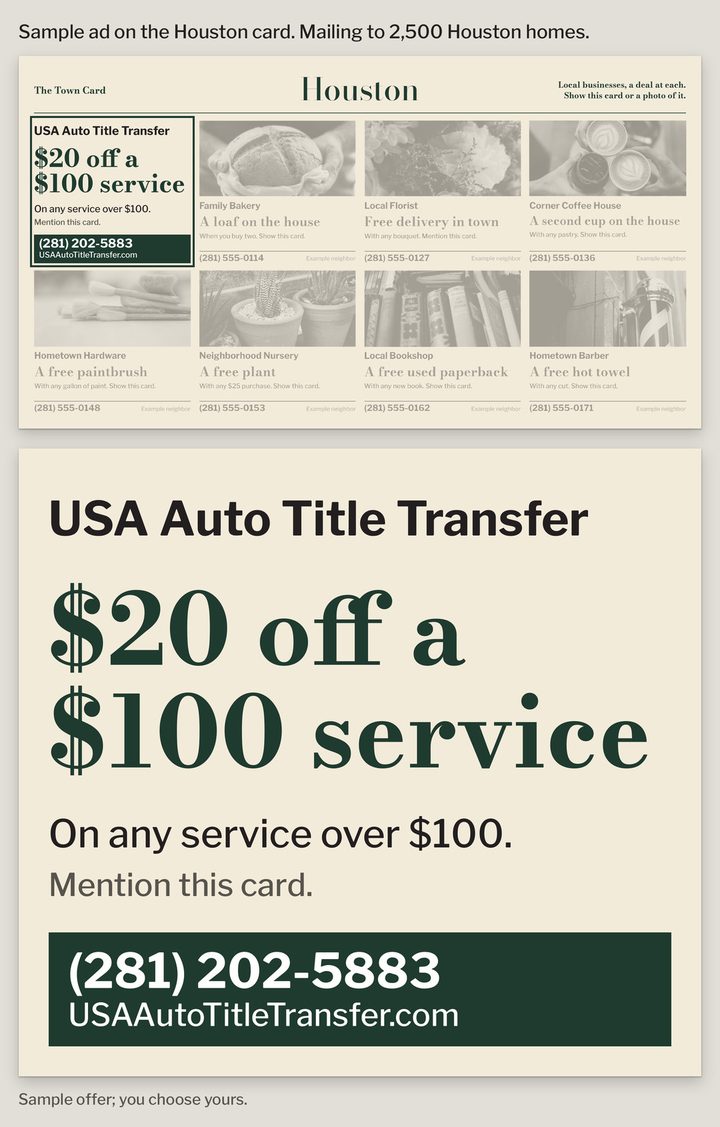 Sample ad on the Houston card. Mailing to 2,500 Houston homes.
The Town Card
Houston
Local businesses, a deal at each.
Show this card or a photo of it.
USA Auto Title Transfer
$20 off a
$100 service
On any service over $100.
Mention this card.
(281) 202-5883
USAAutoTitleTransfer.com
Family Bakery
A loaf on the house
When you buy two. Show this card.
(281) 555-0114
Example neighbor
Local Florist
Free delivery in town
With any bouquet. Mention this card.
(281) 555-0127
Example neighbor
Corner Coffee House
A second cup on the house
With any pastry. Show this card.
(281) 555-0136
Example neighbor
Hometown Hardware
A free paintbrush
With any gallon of paint. Show this card.
(281) 555-0148
Example neighbor
Neighborhood Nursery
A free plant
With any $25 purchase. Show this card.
(281) 555-0153
Example neighbor
Local Bookshop
A free used paperback
With any new book. Show this card.
(281) 555-0162
Example neighbor
Hometown Barber
A free hot towel
With any cut. Show this card.
(281) 555-0171
Example neighbor
USA Auto Title Transfer
$20 off a
$100 service
On any service over $100.
Mention this card.
(281) 202-5883
USAAutoTitleTransfer.com
Sample offer; you choose yours.